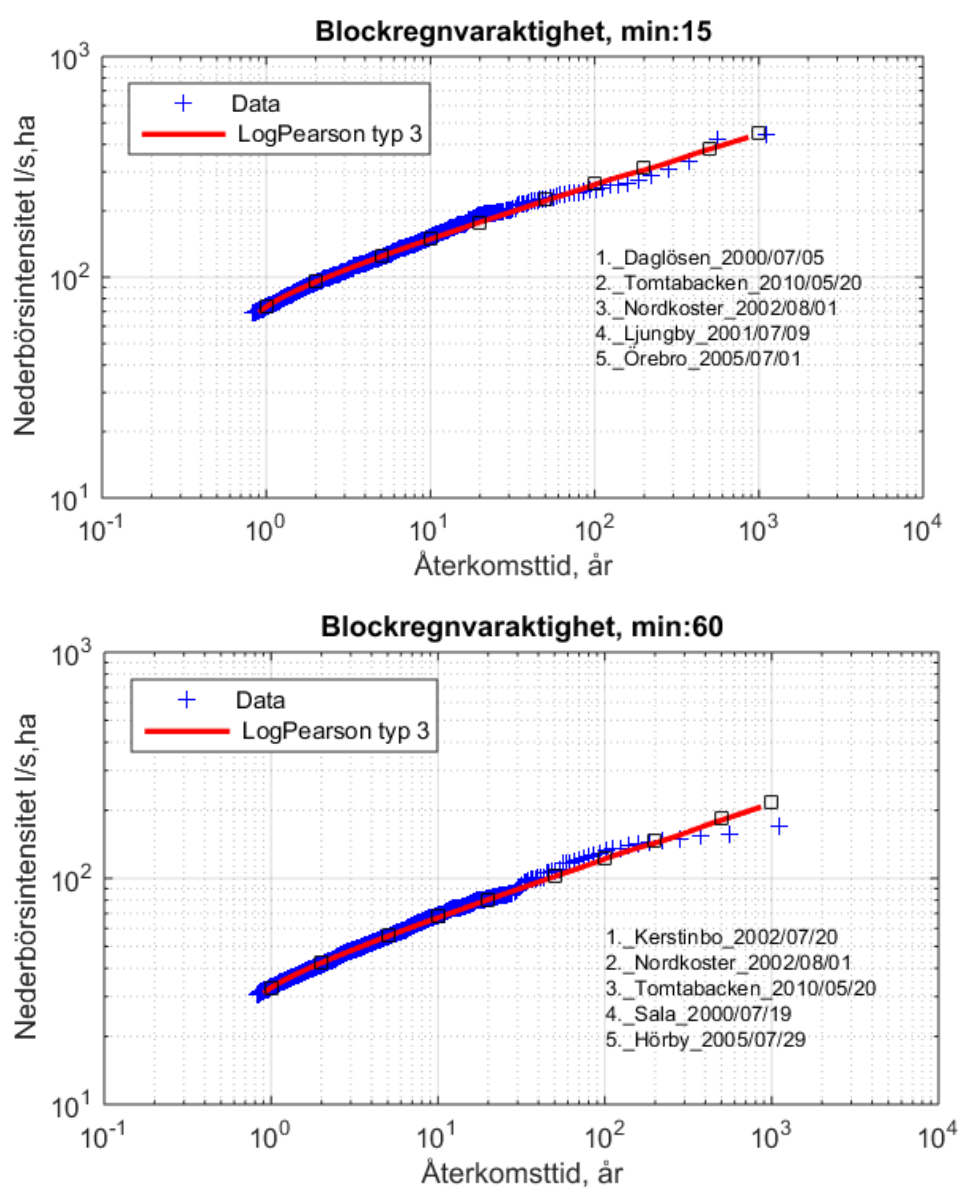 Blockregnvaraktighet, min:15
10^3
Data
LogPearson typ 3
10^2
1._Daglösen_2000/07/05
2._Tomtabacken_2010/05/20
3._Nordkoster_2002/08/01
4._Ljungby_2001/07/09
5._Örebro_2005/07/01
Nederbörsintensitet l/s,ha
10^1
10^-1 10^0 10^1 10^2 10^3 10^4
Återkomsttid, år
Blockregnvaraktighet, min:60
10^3
Data
LogPearson typ 3
10^2
1._Kerstinbo_2002/07/20
2._Nordkoster_2002/08/01
3._Tomtabacken_2010/05/20
4._Sala_2000/07/19
5._Hörby_2005/07/29
Nederbörsintensitet l/s,ha
10^1
10^-1 10^0 10^1 10^2 10^3 10^4
Återkomsttid, år